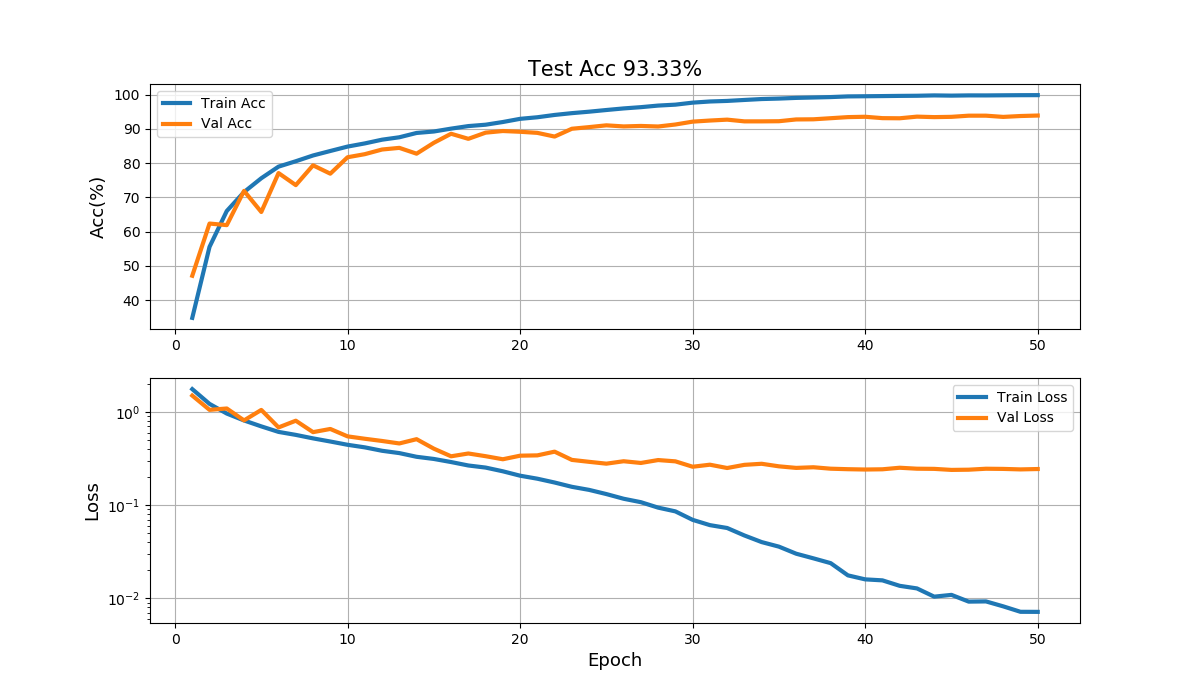 Test Acc 93.33%
Train Acc
Val Acc
Acc(%)
100
90
80
70
60
50
40
0 10 20 30 40 50
Train Loss
Val Loss
Loss
10⁰
10⁻¹
10⁻²
0 10 20 30 40 50
Epoch